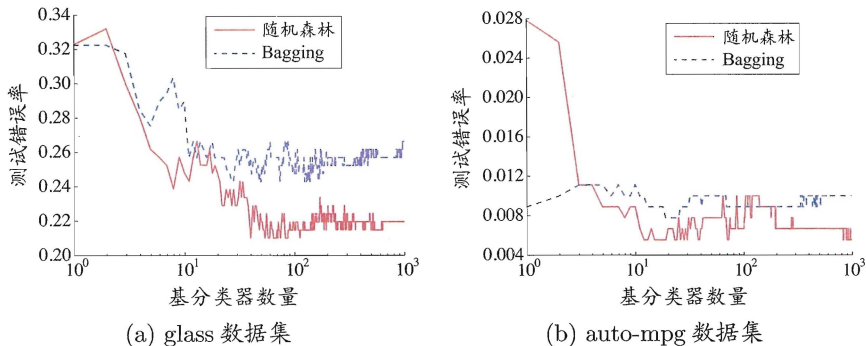 0.34
0.32
0.30
0.28
0.26
0.24
0.22
0.20
测试错误率
随机森林
Bagging
10^0
10^1
10^2
10^3
基分类器数量
(a) glass 数据集
0.028
0.024
0.020
0.016
0.012
0.008
0.004
测试错误率
随机森林
Bagging
10^0
10^1
10^2
10^3
基分类器数量
(b) auto-mpg 数据集